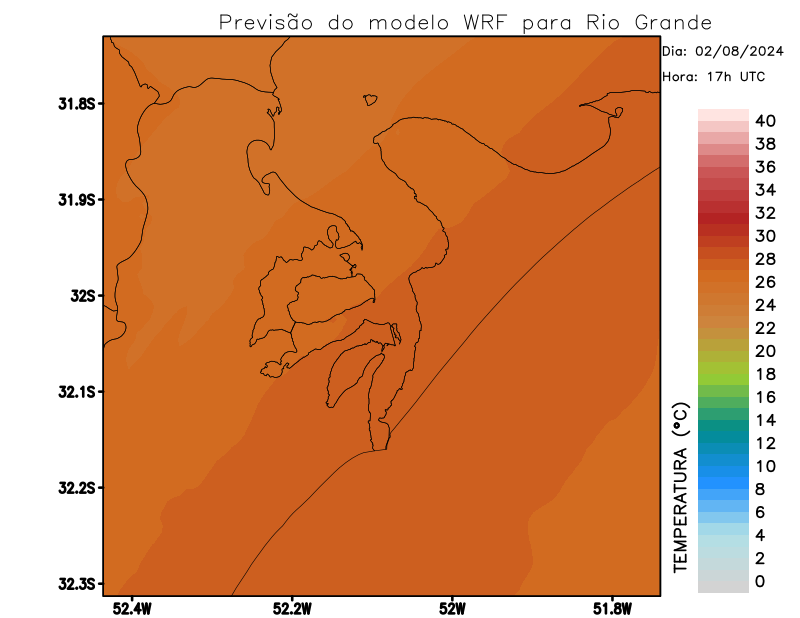 Previsão do modelo WRF para Rio Grande
Dia: 02/08/2024
Hora: 17h UTC
31.8S
31.9S
32S
32.1S
32.2S
32.3S
52.4W
52.2W
52W
51.8W
TEMPERATURA (°C)
40
38
36
34
32
30
28
26
24
22
20
18
16
14
12
10
8
6
4
2
0